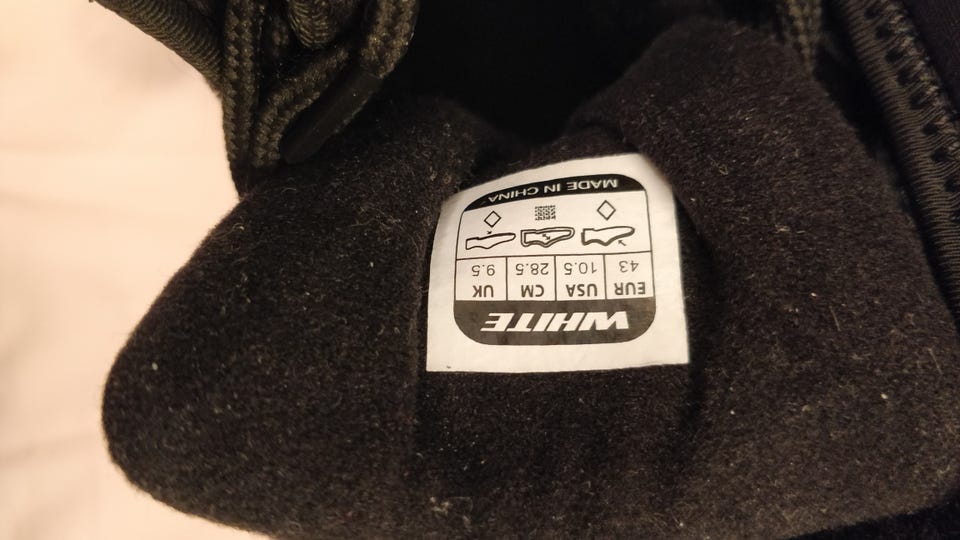 WHITE
EUR USA CM UK
43 10.5 28.5 9.5
MADE IN CHINA